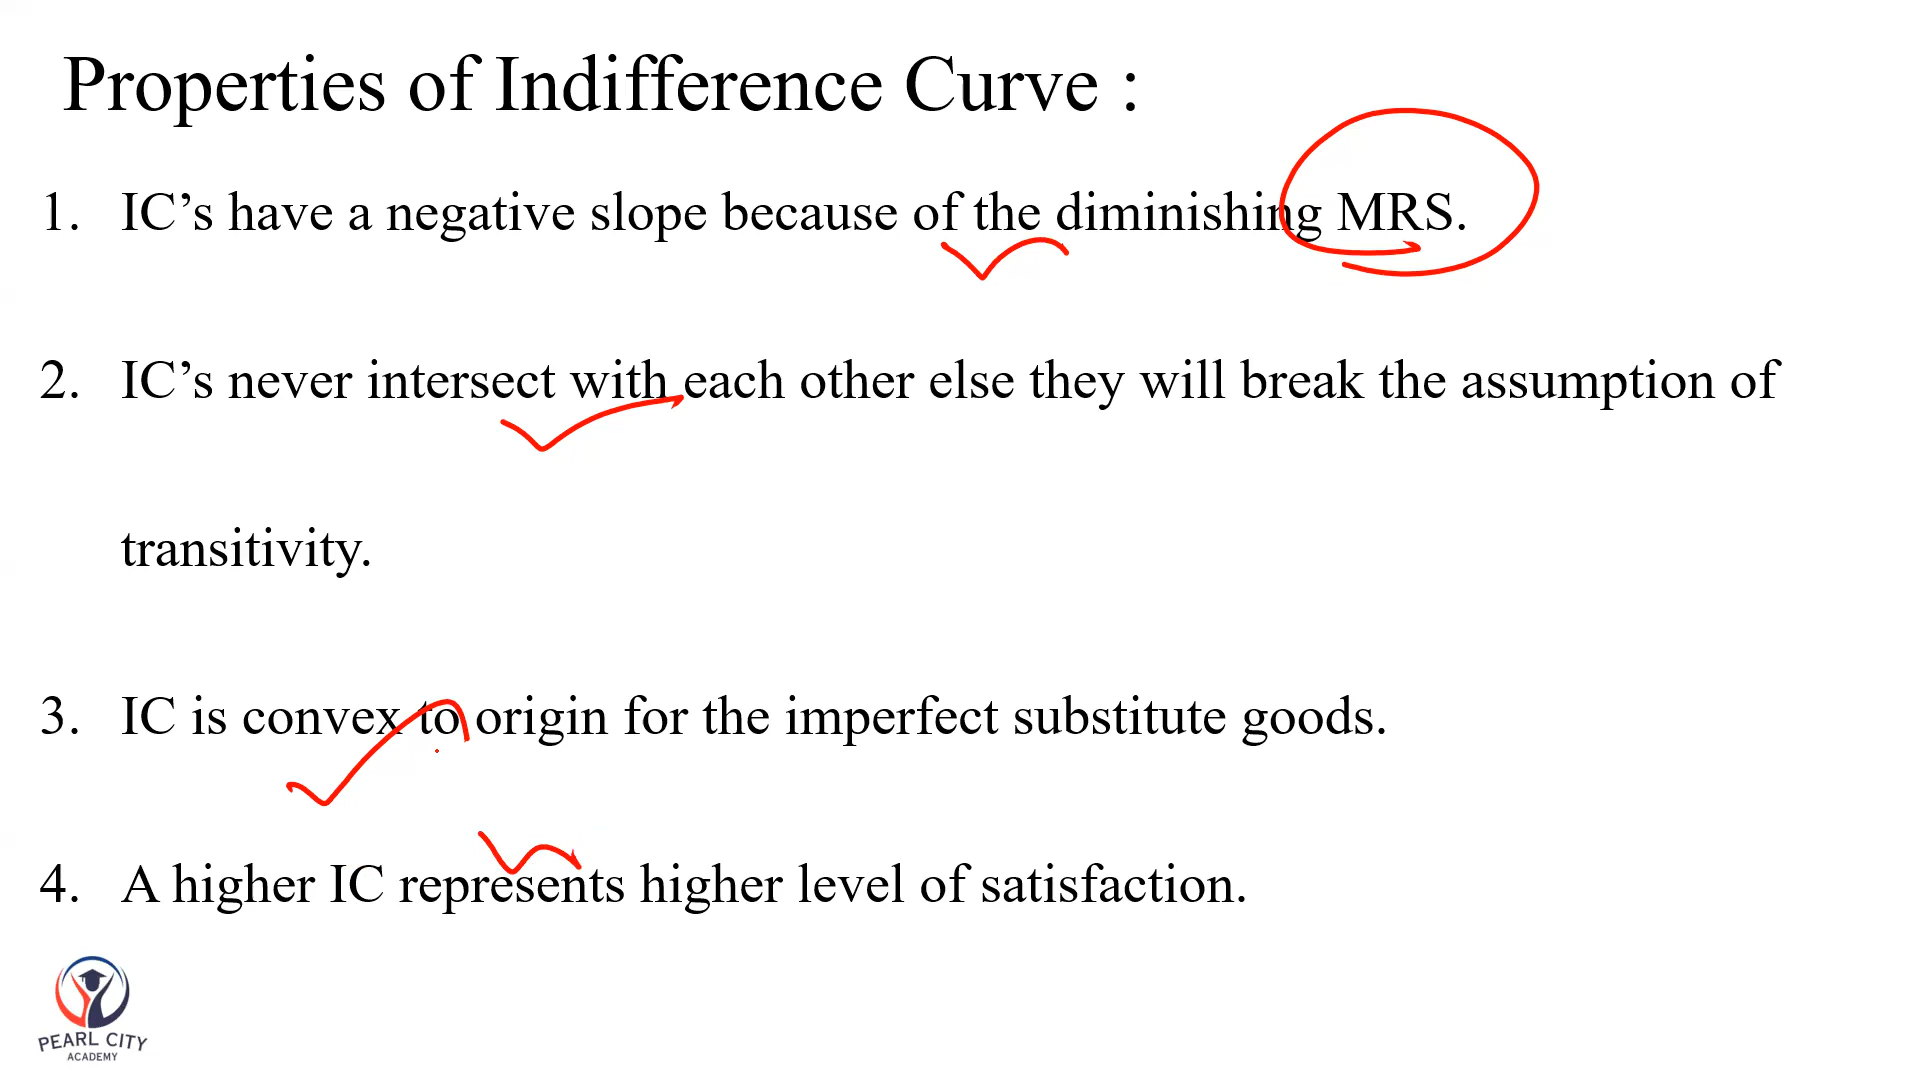 Properties of Indifference Curve :
1. IC’s have a negative slope because of the diminishing MRS.
2. IC’s never intersect with each other else they will break the assumption of
transitivity.
3. IC is convex to origin for the imperfect substitute goods.
4. A higher IC represents higher level of satisfaction.
PEARL CITY
ACADEMY